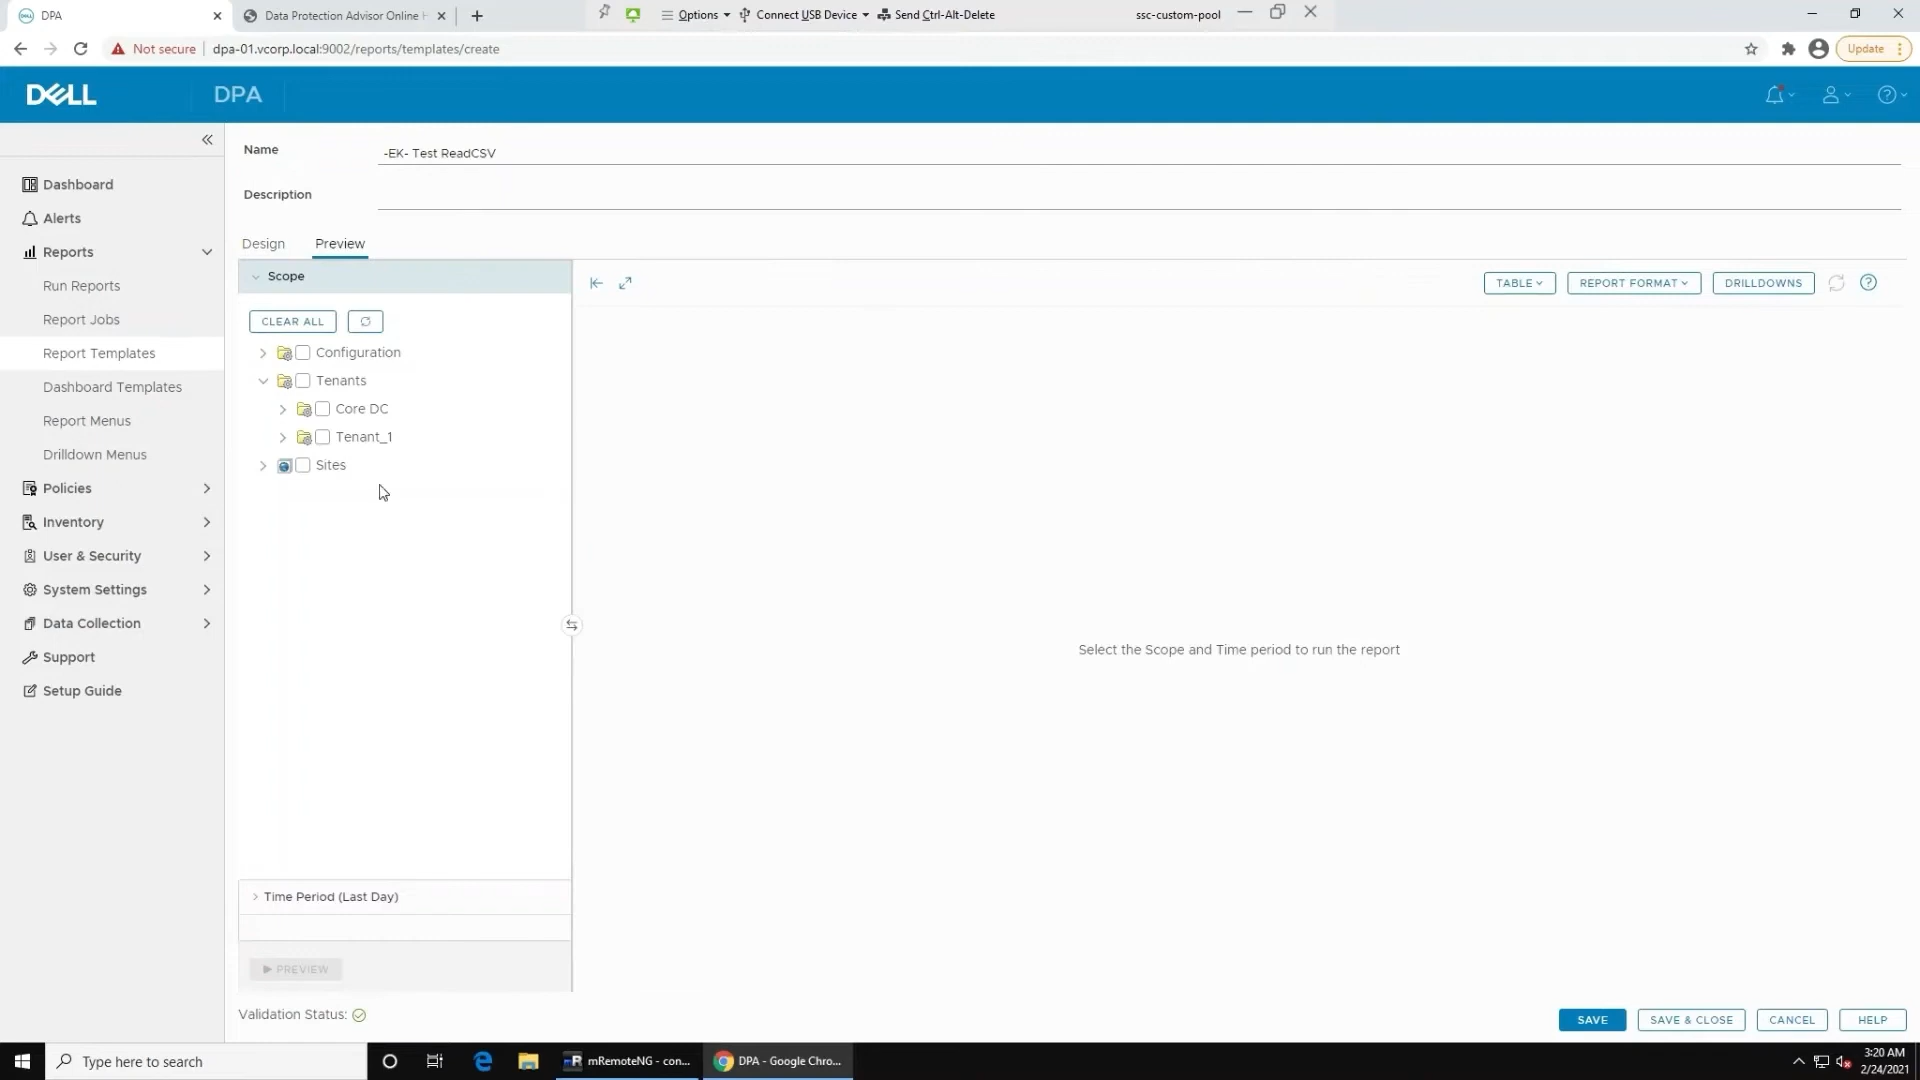 DPA
Data Protection Advisor Online H
Options
Connect USB Device
Send Ctrl-Alt-Delete
ssc-custom-pool
Not secure
dpa-01.vcorp.local:9002/reports/templates/create
Update
DELL
DPA
Name
-EK- Test ReadCSV
Description
Dashboard
Alerts
Reports
Run Reports
Report Jobs
Report Templates
Dashboard Templates
Report Menus
Drilldown Menus
Policies
Inventory
User & Security
System Settings
Data Collection
Support
Setup Guide
Design
Preview
Scope
CLEAR ALL
Configuration
Tenants
Core DC
Tenant_1
Sites
TABLE
REPORT FORMAT
DRILLDOWNS
Select the Scope and Time period to run the report
Time Period (Last Day)
PREVIEW
Validation Status:
SAVE
SAVE & CLOSE
CANCEL
HELP
Type here to search
mRemoteNG - con...
DPA - Google Chro...
3:20 AM
2/24/2021